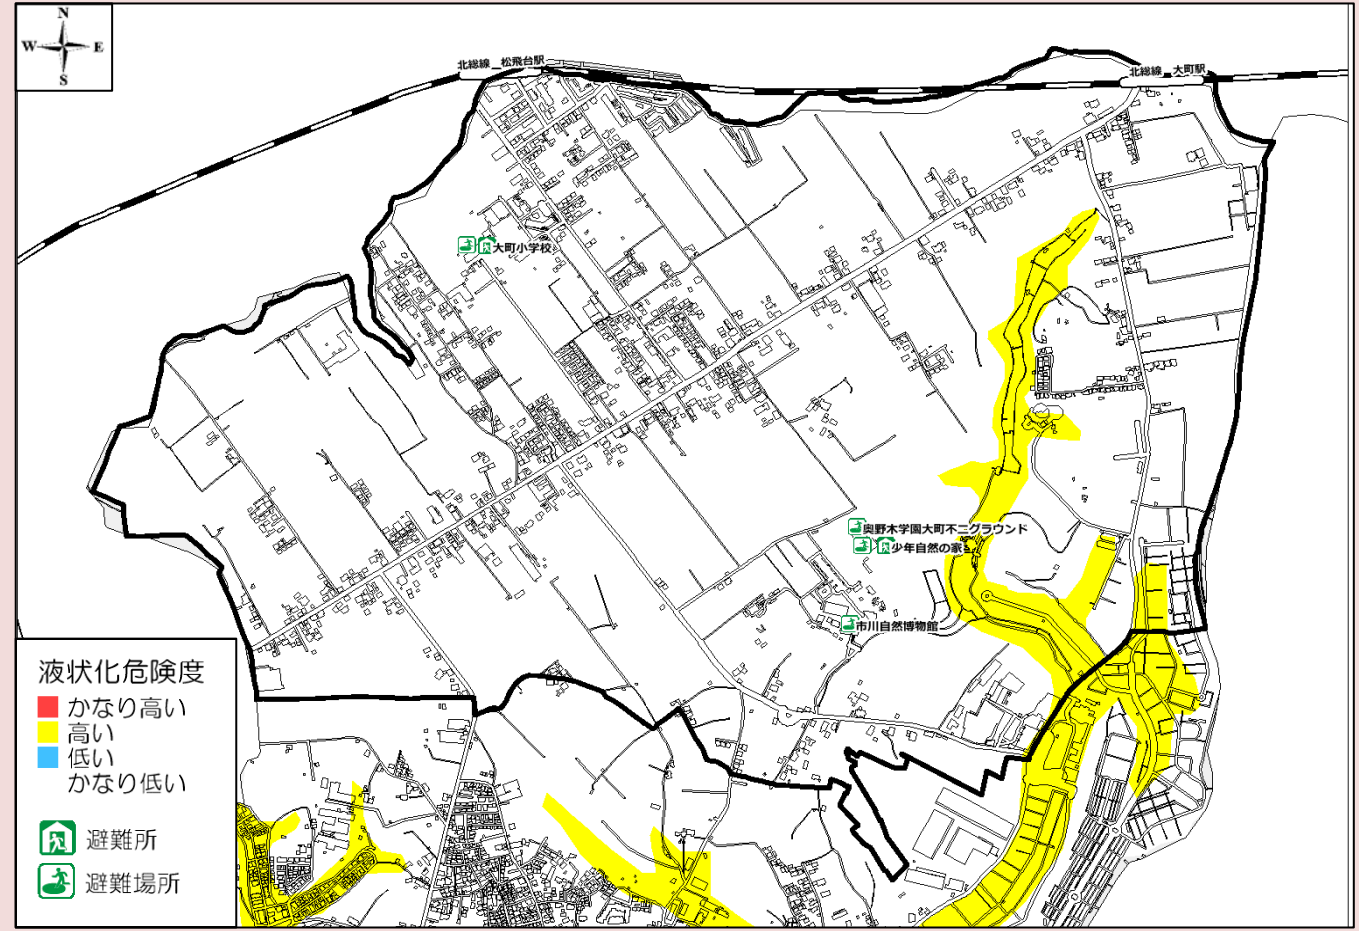 N
W E
S
北総線_松飛台駅
北総線_大町駅
大町小学校
奥野木学園大町不二グラウンド
少年自然の家
市川自然博物館
液状化危険度
かなり高い
高い
低い
かなり低い
避難所
避難場所